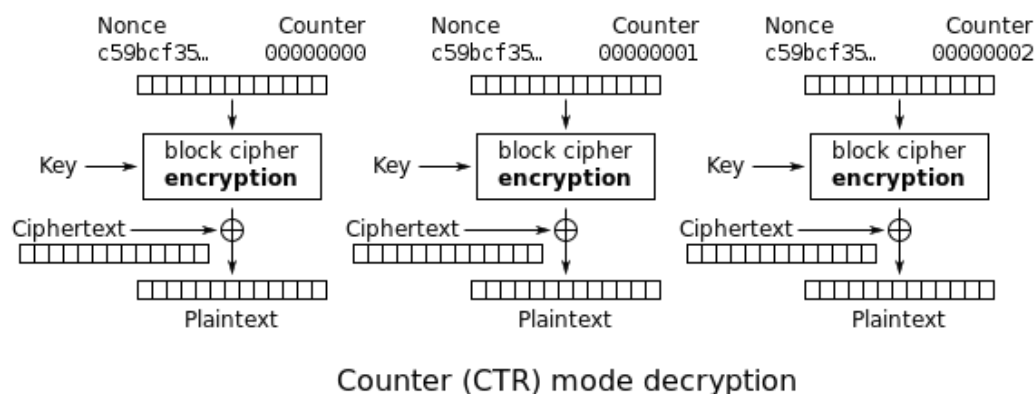 Nonce Counter Nonce Counter Nonce Counter
c59bcf35… 00000000 c59bcf35… 00000001 c59bcf35… 00000002
block cipher block cipher block cipher
Key encryption Key encryption Key encryption
Ciphertext Ciphertext Ciphertext
Plaintext Plaintext Plaintext
Counter (CTR) mode decryption